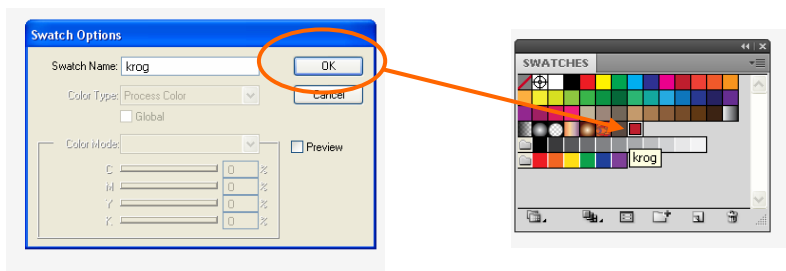 Swatch Options
Swatch Name: krog
OK
Color Type: Process Color
Cancel
Global
Color Mode:
Preview
C 0 %
M 0 %
Y 0 %
K 0 %
SWATCHES
krog